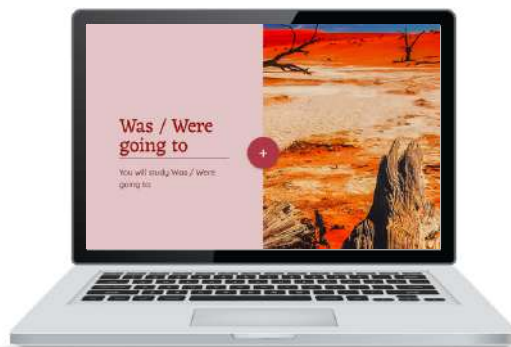 Was / Were
going to
You will study Was / Were
going to:
+